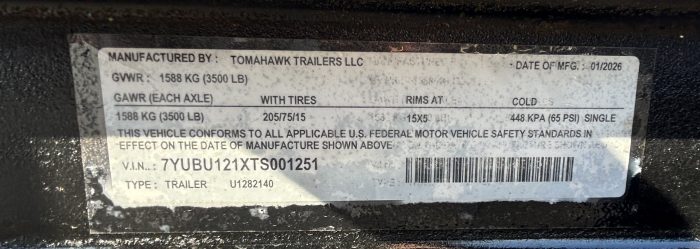 MANUFACTURED BY: TOMAHAWK TRAILERS LLC DATE OF MFG.: 01/2026
GVWR: 1588 KG (3500 LB)
GAWR (EACH AXLE) WITH TIRES RIMS AT COLD
1588 KG (3500 LB) 205/75/15 15X5 448 KPA (65 PSI) SINGLE
THIS VEHICLE CONFORMS TO ALL APPLICABLE U.S. FEDERAL MOTOR VEHICLE SAFETY STANDARDS IN
EFFECT ON THE DATE OF MANUFACTURE SHOWN ABOVE
V.I.N.: 7YUBU121XTS001251
TYPE: TRAILER U1282140